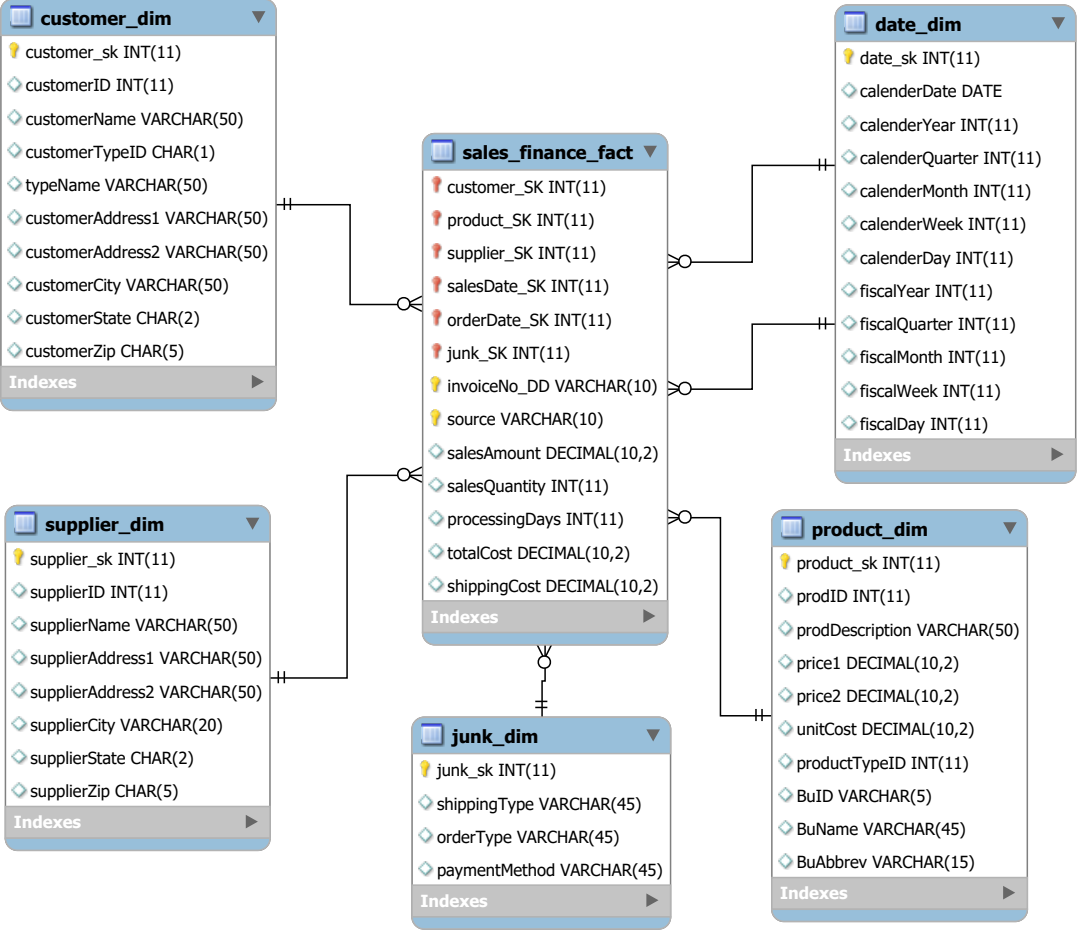 customer_dim
customer_sk INT(11)
customerID INT(11)
customerName VARCHAR(50)
customerTypeID CHAR(1)
typeName VARCHAR(50)
customerAddress1 VARCHAR(50)
customerAddress2 VARCHAR(50)
customerCity VARCHAR(50)
customerState CHAR(2)
customerZip CHAR(5)
Indexes
sales_finance_fact
customer_SK INT(11)
product_SK INT(11)
supplier_SK INT(11)
salesDate_SK INT(11)
orderDate_SK INT(11)
junk_SK INT(11)
invoiceNo_DD VARCHAR(10)
source VARCHAR(10)
salesAmount DECIMAL(10,2)
salesQuantity INT(11)
processingDays INT(11)
totalCost DECIMAL(10,2)
shippingCost DECIMAL(10,2)
Indexes
date_dim
date_sk INT(11)
calenderDate DATE
calenderYear INT(11)
calenderQuarter INT(11)
calenderMonth INT(11)
calenderWeek INT(11)
calenderDay INT(11)
fiscalYear INT(11)
fiscalQuarter INT(11)
fiscalMonth INT(11)
fiscalWeek INT(11)
fiscalDay INT(11)
Indexes
supplier_dim
supplier_sk INT(11)
supplierID INT(11)
supplierName VARCHAR(50)
supplierAddress1 VARCHAR(50)
supplierAddress2 VARCHAR(50)
supplierCity VARCHAR(20)
supplierState CHAR(2)
supplierZip CHAR(5)
Indexes
junk_dim
junk_sk INT(11)
shippingType VARCHAR(45)
orderType VARCHAR(45)
paymentMethod VARCHAR(45)
Indexes
product_dim
product_sk INT(11)
prodID INT(11)
prodDescription VARCHAR(50)
price1 DECIMAL(10,2)
price2 DECIMAL(10,2)
unitCost DECIMAL(10,2)
productTypeID INT(11)
BuID VARCHAR(5)
BuName VARCHAR(45)
BuAbbrev VARCHAR(15)
Indexes